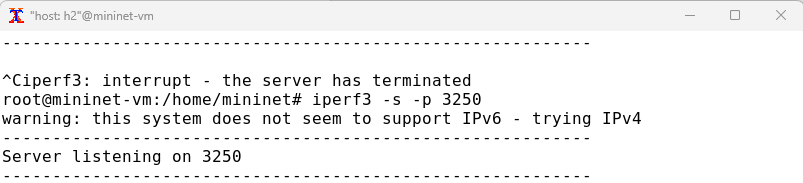 "host: h2"@mininet-vm
-----------------------------------------------------------
^Ciperf3: interrupt - the server has terminated
root@mininet-vm:/home/mininet# iperf3 -s -p 3250
warning: this system does not seem to support IPv6 - trying IPv4
-----------------------------------------------------------
Server listening on 3250
-----------------------------------------------------------